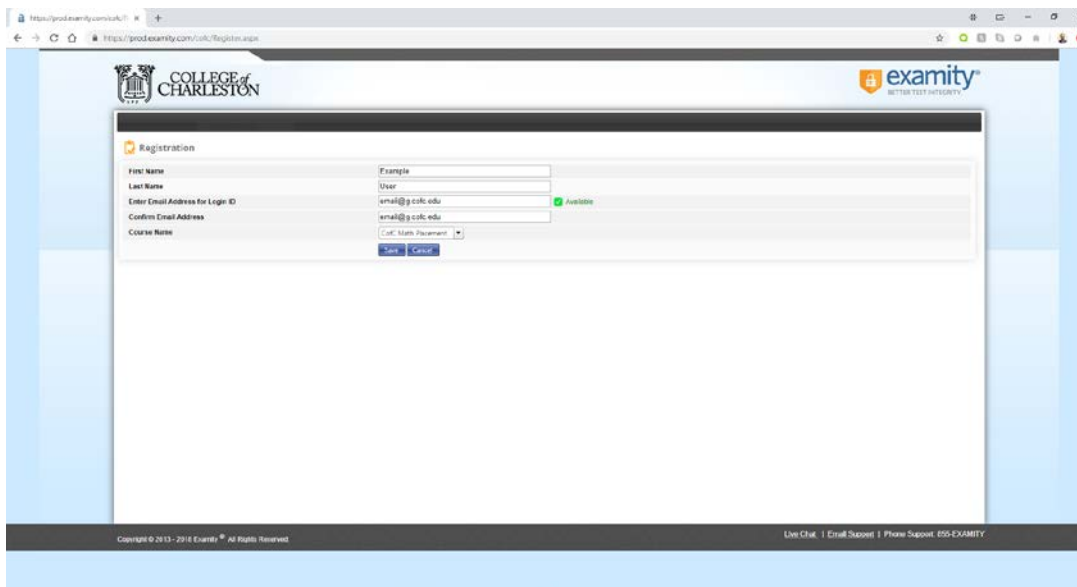 https://prod.examity.com/cofc/R
https://prod.examity.com/cofc/Register.aspx
COLLEGE of
CHARLESTON
examity
BETTER TEST INTEGRITY
Registration
First Name Example
Last Name User
Enter Email Address for Login ID email@g.cofc.edu Available
Confirm Email Address email@g.cofc.edu
Course Name CofC Math Placement
Save Cancel
Copyright © 2013 - 2018 Examity ® All Rights Reserved.
Live Chat | Email Support | Phone Support: 855-EXAMITY